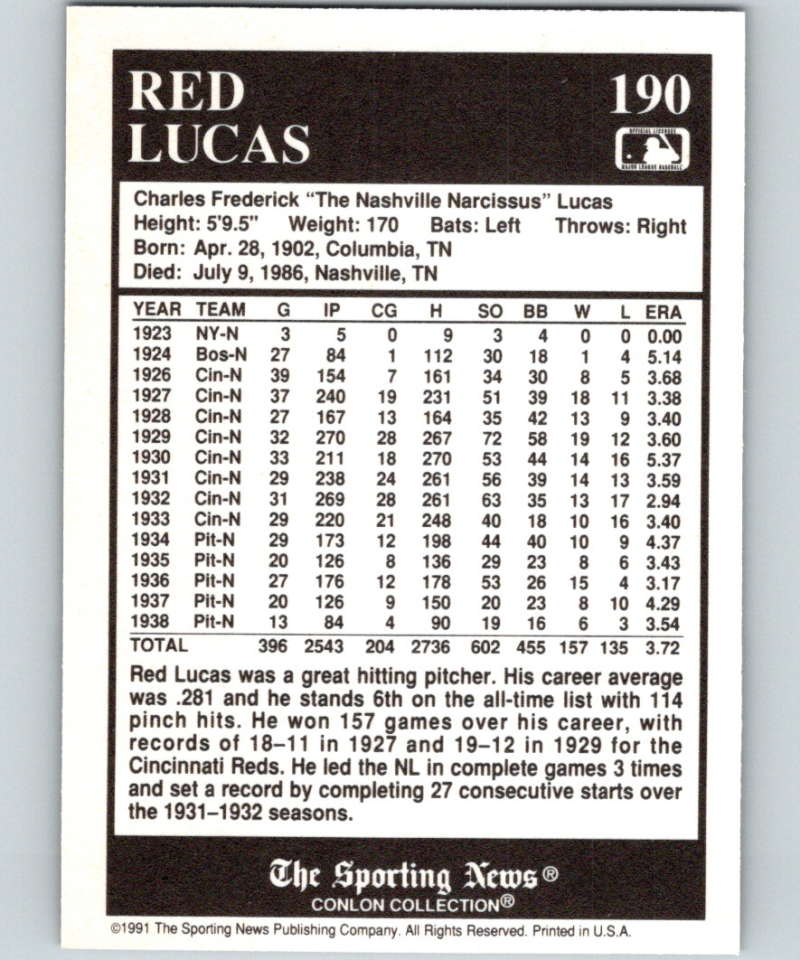 RED
LUCAS
190
OFFICIAL LICENSEE
MAJOR LEAGUE BASEBALL
Charles Frederick "The Nashville Narcissus" Lucas
Height: 5'9.5" Weight: 170 Bats: Left Throws: Right
Born: Apr. 28, 1902, Columbia, TN
Died: July 9, 1986, Nashville, TN
YEAR TEAM G IP CG H SO BB W L ERA
1923 NY-N 3 5 0 9 3 4 0 0 0.00
1924 Bos-N 27 84 1 112 30 18 1 4 5.14
1926 Cin-N 39 154 7 161 34 30 8 5 3.68
1927 Cin-N 37 240 19 231 51 39 18 11 3.38
1928 Cin-N 27 167 13 164 35 42 13 9 3.40
1929 Cin-N 32 270 28 267 72 58 19 12 3.60
1930 Cin-N 33 211 18 270 53 44 14 16 5.37
1931 Cin-N 29 238 24 261 56 39 14 13 3.59
1932 Cin-N 31 269 28 261 63 35 13 17 2.94
1933 Cin-N 29 220 21 248 40 18 10 16 3.40
1934 Pit-N 29 173 12 198 44 40 10 9 4.37
1935 Pit-N 20 126 8 136 29 23 8 6 3.43
1936 Pit-N 27 176 12 178 53 26 15 4 3.17
1937 Pit-N 20 126 9 150 20 23 8 10 4.29
1938 Pit-N 13 84 4 90 19 16 6 3 3.54
TOTAL 396 2543 204 2736 602 455 157 135 3.72
Red Lucas was a great hitting pitcher. His career average
was .281 and he stands 6th on the all-time list with 114
pinch hits. He won 157 games over his career, with
records of 18–11 in 1927 and 19–12 in 1929 for the
Cincinnati Reds. He led the NL in complete games 3 times
and set a record by completing 27 consecutive starts over
the 1931–1932 seasons.
The Sporting News®
CONLON COLLECTION®
©1991 The Sporting News Publishing Company. All Rights Reserved. Printed in U.S.A.